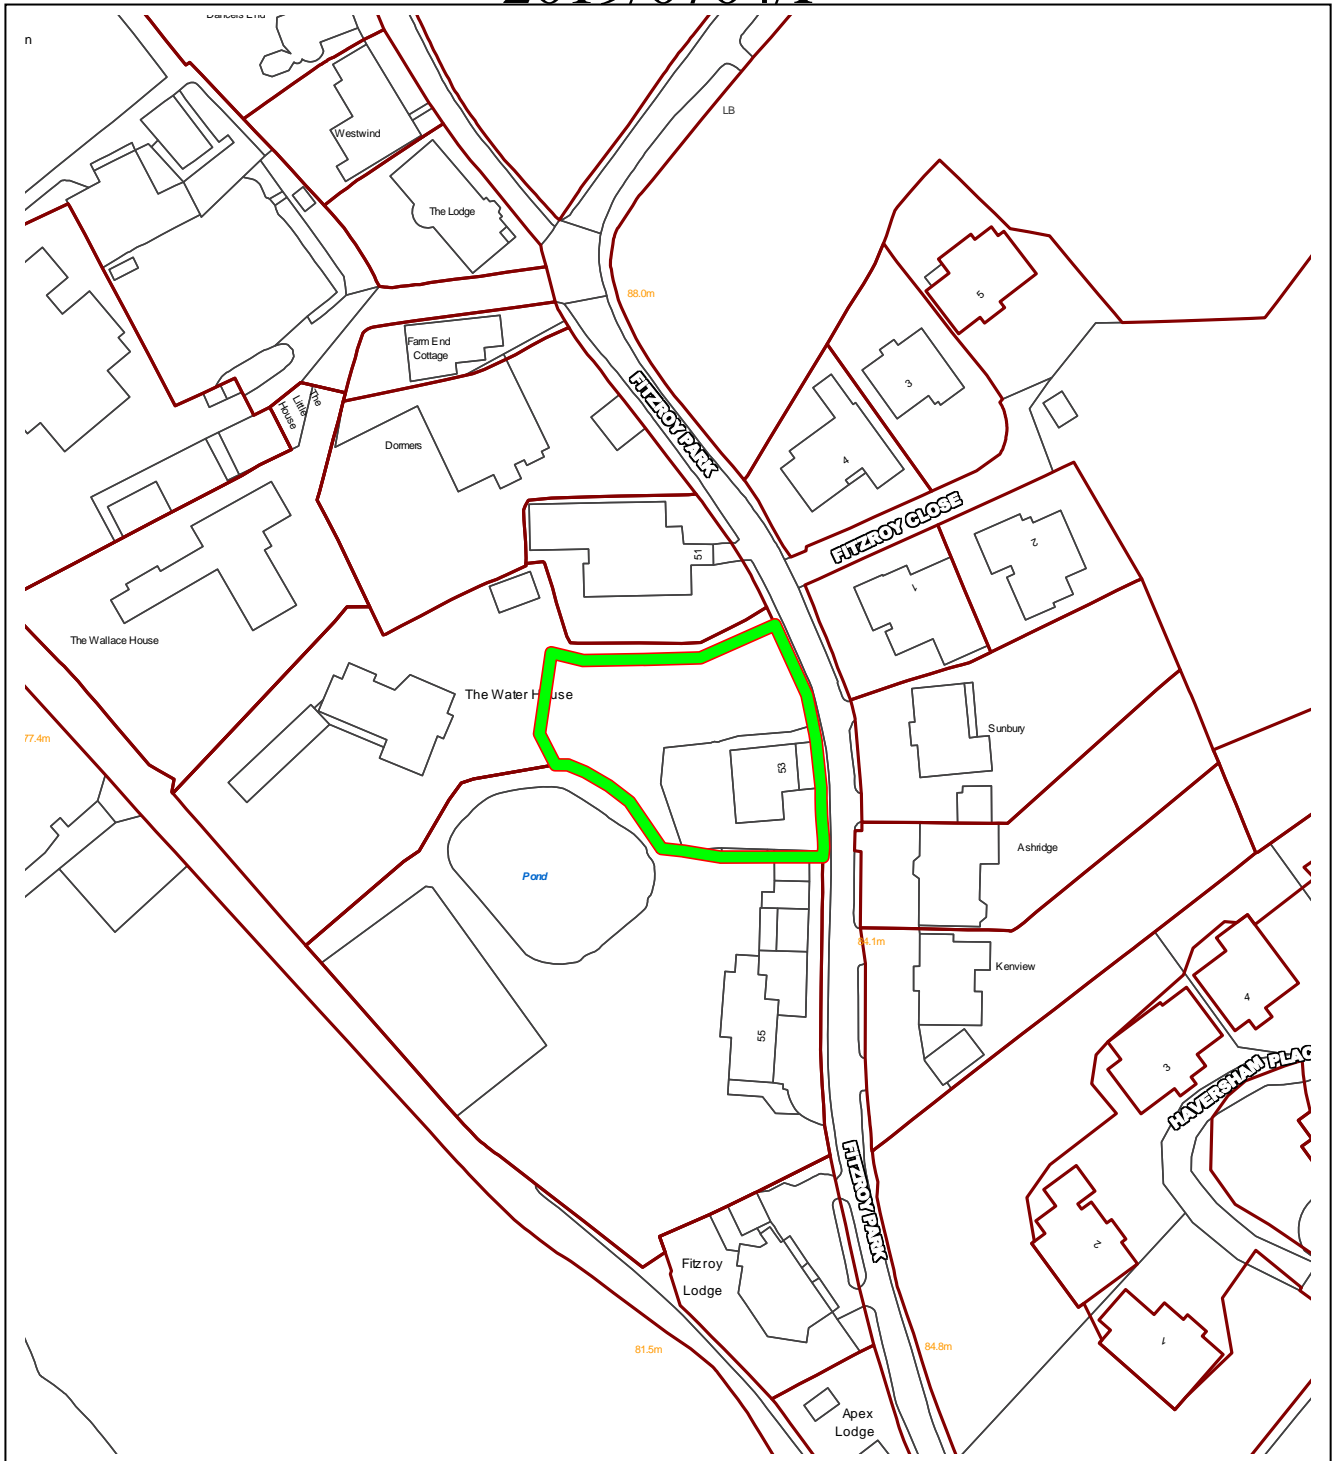 n
Westwind
LB
The Lodge
5
88.0m
Farm End
Cottage
3
FITZROY PARK
The
Little
House
Dormers
4
FITZROY CLOSE
51
2
1
The Wallace House
The Water House
Sunbury
77.4m
53
Ashridge
Pond
84.1m
Kenview
4
55
3
HAVERSHAM PLAC
FITZROY PARK
2
Fitzroy
Lodge
1
81.5m
84.8m
Apex
Lodge